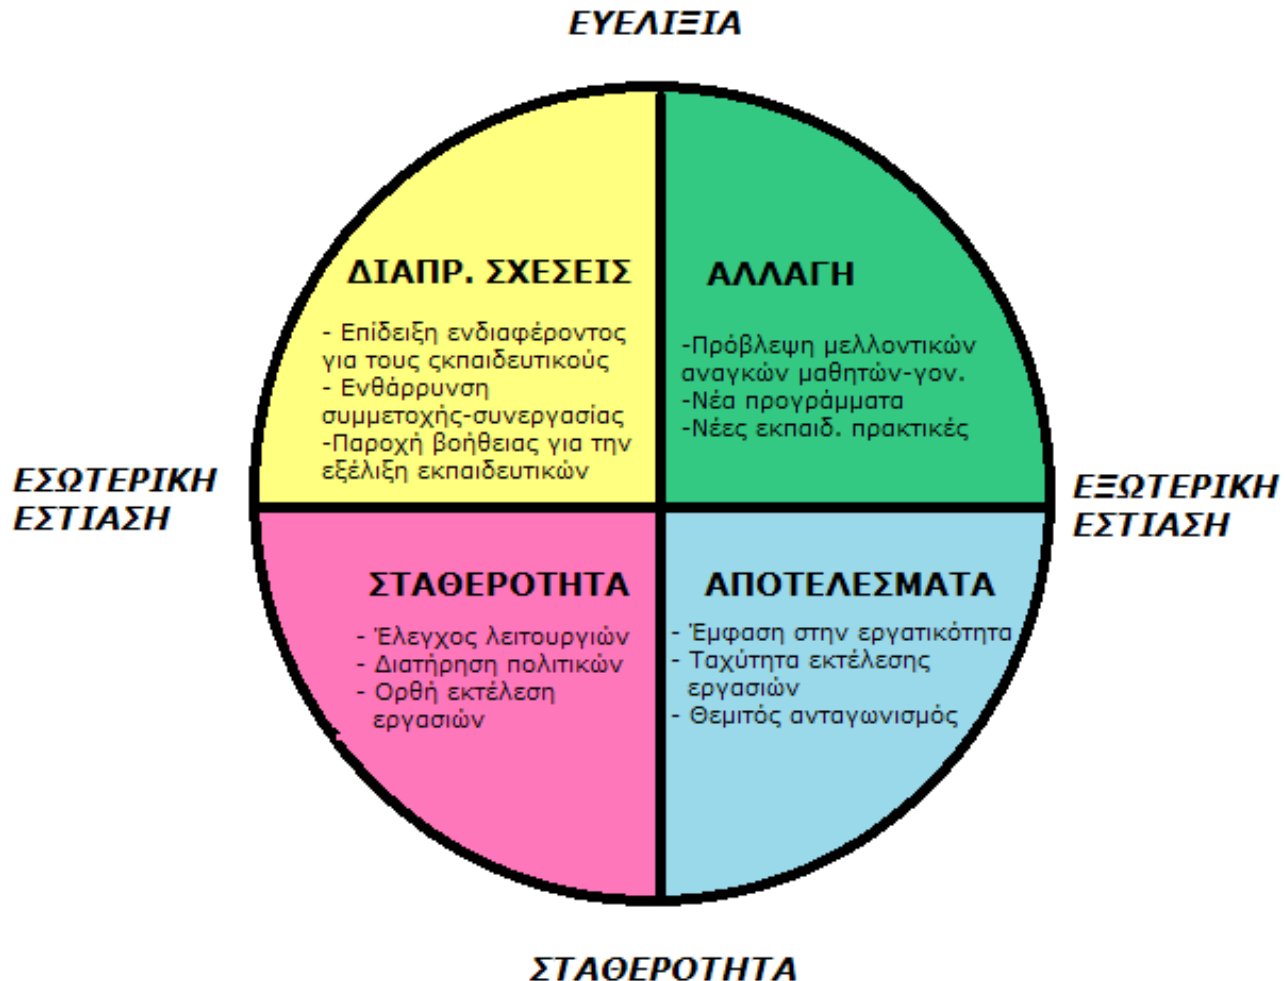 ΕΥΕΛΙΞΙΑ
ΔΙΑΠΡ. ΣΧΕΣΕΙΣ
- Επίδειξη ενδιαφέροντος
για τους ςκπαιδευτικούς
- Ενθάρρυνση
συμμετοχής-συνεργασίας
-Παροχή βοήθειας για την
εξέλιξη εκπαιδευτικών
ΑΛΛΑΓΗ
-Πρόβλεψη μελλοντικών
αναγκών μαθητών-γον.
-Νέα προγράμματα
-Νέες εκπαιδ. πρακτικές
ΕΣΩΤΕΡΙΚΗ
ΕΣΤΙΑΣΗ
ΕΞΩΤΕΡΙΚΗ
ΕΣΤΙΑΣΗ
ΣΤΑΘΕΡΟΤΗΤΑ
- Έλεγχος λειτουργιών
- Διατήρηση πολιτικών
- Ορθή εκτέλεση
εργασιών
ΑΠΟΤΕΛΕΣΜΑΤΑ
- Έμφαση στην εργατικότητα
- Ταχύτητα εκτέλεσης
εργασιών
- Θεμιτός ανταγωνισμός
ΣΤΑΘΕΡΟΤΗΤΑ